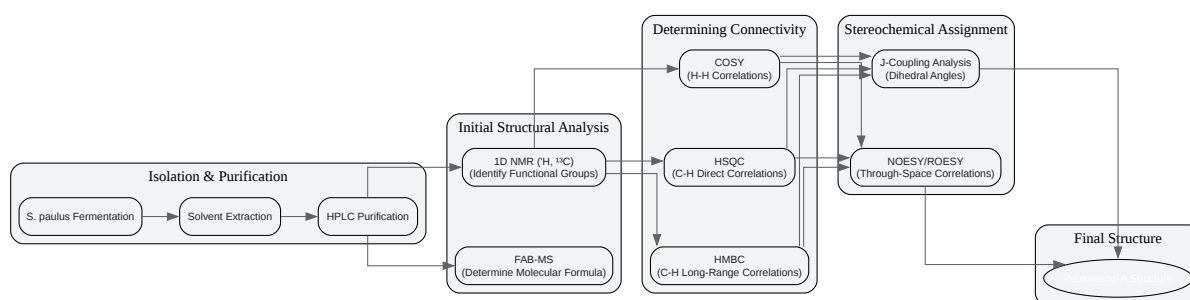 Isolation & Purification
S. paulus Fermentation
Solvent Extraction
HPLC Purification
Initial Structural Analysis
1D NMR (¹H, ¹³C)
(Identify Functional Groups)
FAB-MS
(Determine Molecular Formula)
Determining Connectivity
COSY
(H-H Correlations)
HSQC
(C-H Direct Correlations)
HMBC
(C-H Long-Range Correlations)
Stereochemical Assignment
J-Coupling Analysis
(Dihedral Angles)
NOESY/ROESY
(Through-Space Correlations)
Final Structure